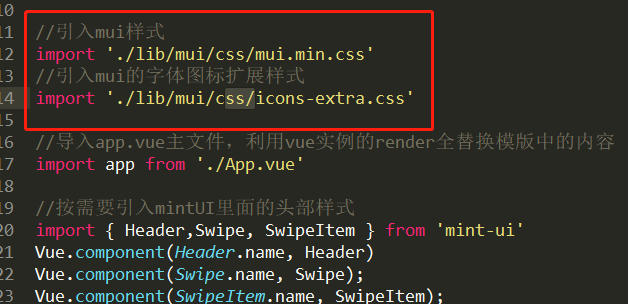 10
11 //引入mui样式
12 import './lib/mui/css/mui.min.css'
13 //引入mui的字体图标扩展样式
14 import './lib/mui/css/icons-extra.css'
15
16 //导入app.vue主文件，利用vue实例的render全替换模版中的内容
17 import app from './App.vue'
18
19 //按需要引入mintUI里面的头部样式
20 import { Header,Swipe, SwipeItem } from 'mint-ui'
21 Vue.component(Header.name, Header)
22 Vue.component(Swipe.name, Swipe);
23 Vue.component(SwipeItem.name, SwipeItem);